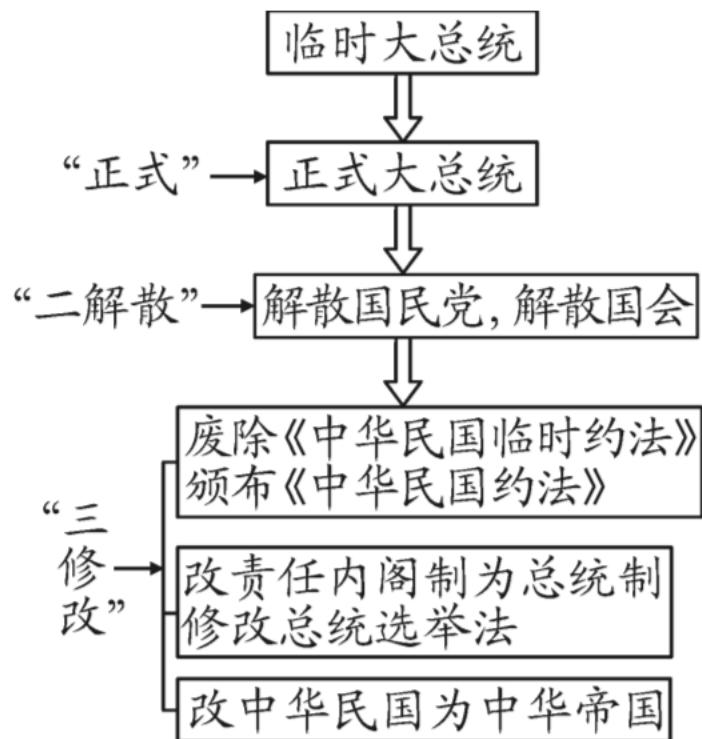 临时大总统
“正式”
正式大总统
“二解散”
解散国民党,解散国会
“三
修
改”
废除《中华民国临时约法》
颁布《中华民国约法》
改责任内阁制为总统制
修改总统选举法
改中华民国为中华帝国